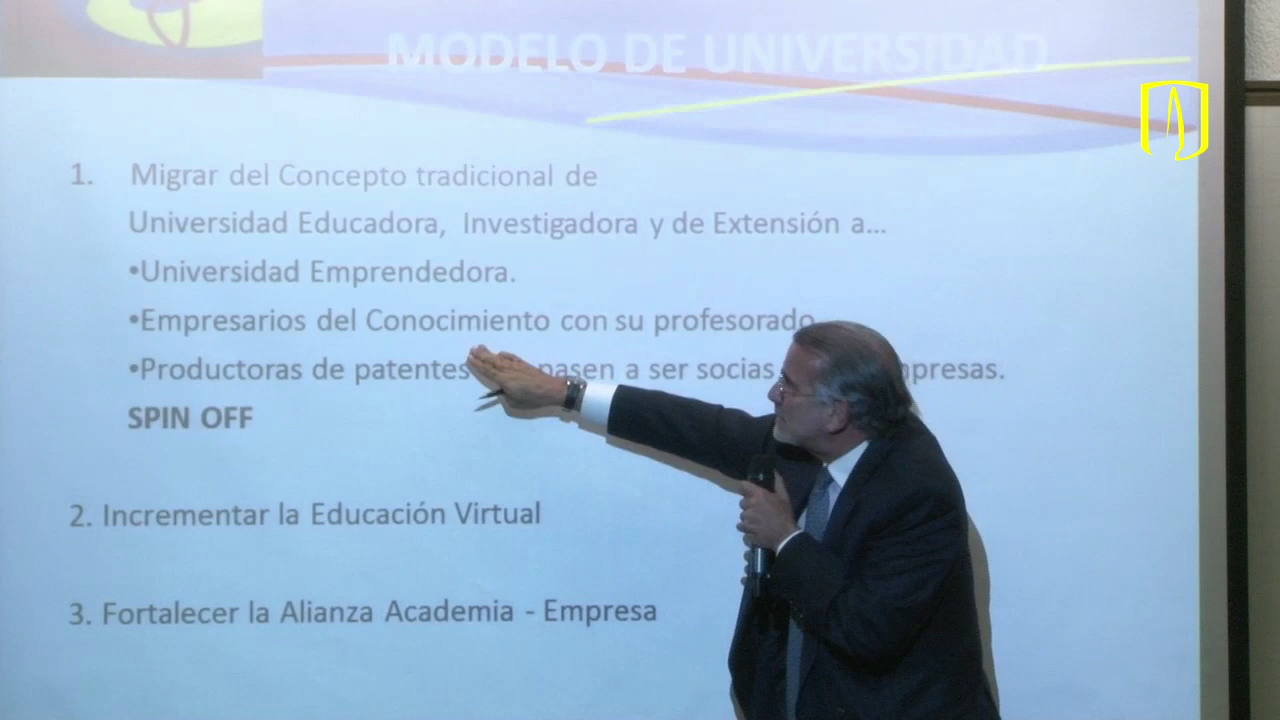 MODELO DE UNIVERSIDAD
1. Migrar del Concepto tradicional de
Universidad Educadora, Investigadora y de Extensión a...
•Universidad Emprendedora.
•Empresarios del Conocimiento con su profesorado
•Productoras de patentes pasen a ser socias empresas.
SPIN OFF
2. Incrementar la Educación Virtual
3. Fortalecer la Alianza Academia - Empresa